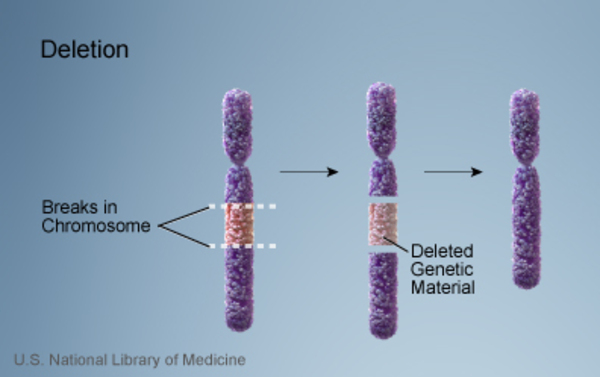 Deletion
Breaks in
Chromosome
Deleted
Genetic
Material
U.S. National Library of Medicine